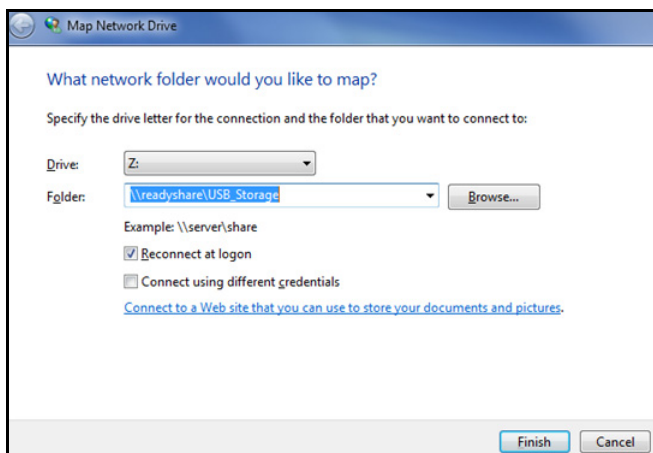 Map Network Drive
What network folder would you like to map?
Specify the drive letter for the connection and the folder that you want to connect to:
Drive: Z:
Folder: \\readyshare\USB_Storage Browse...
Example: \\server\share
Reconnect at logon
Connect using different credentials
Connect to a Web site that you can use to store your documents and pictures.
Finish Cancel